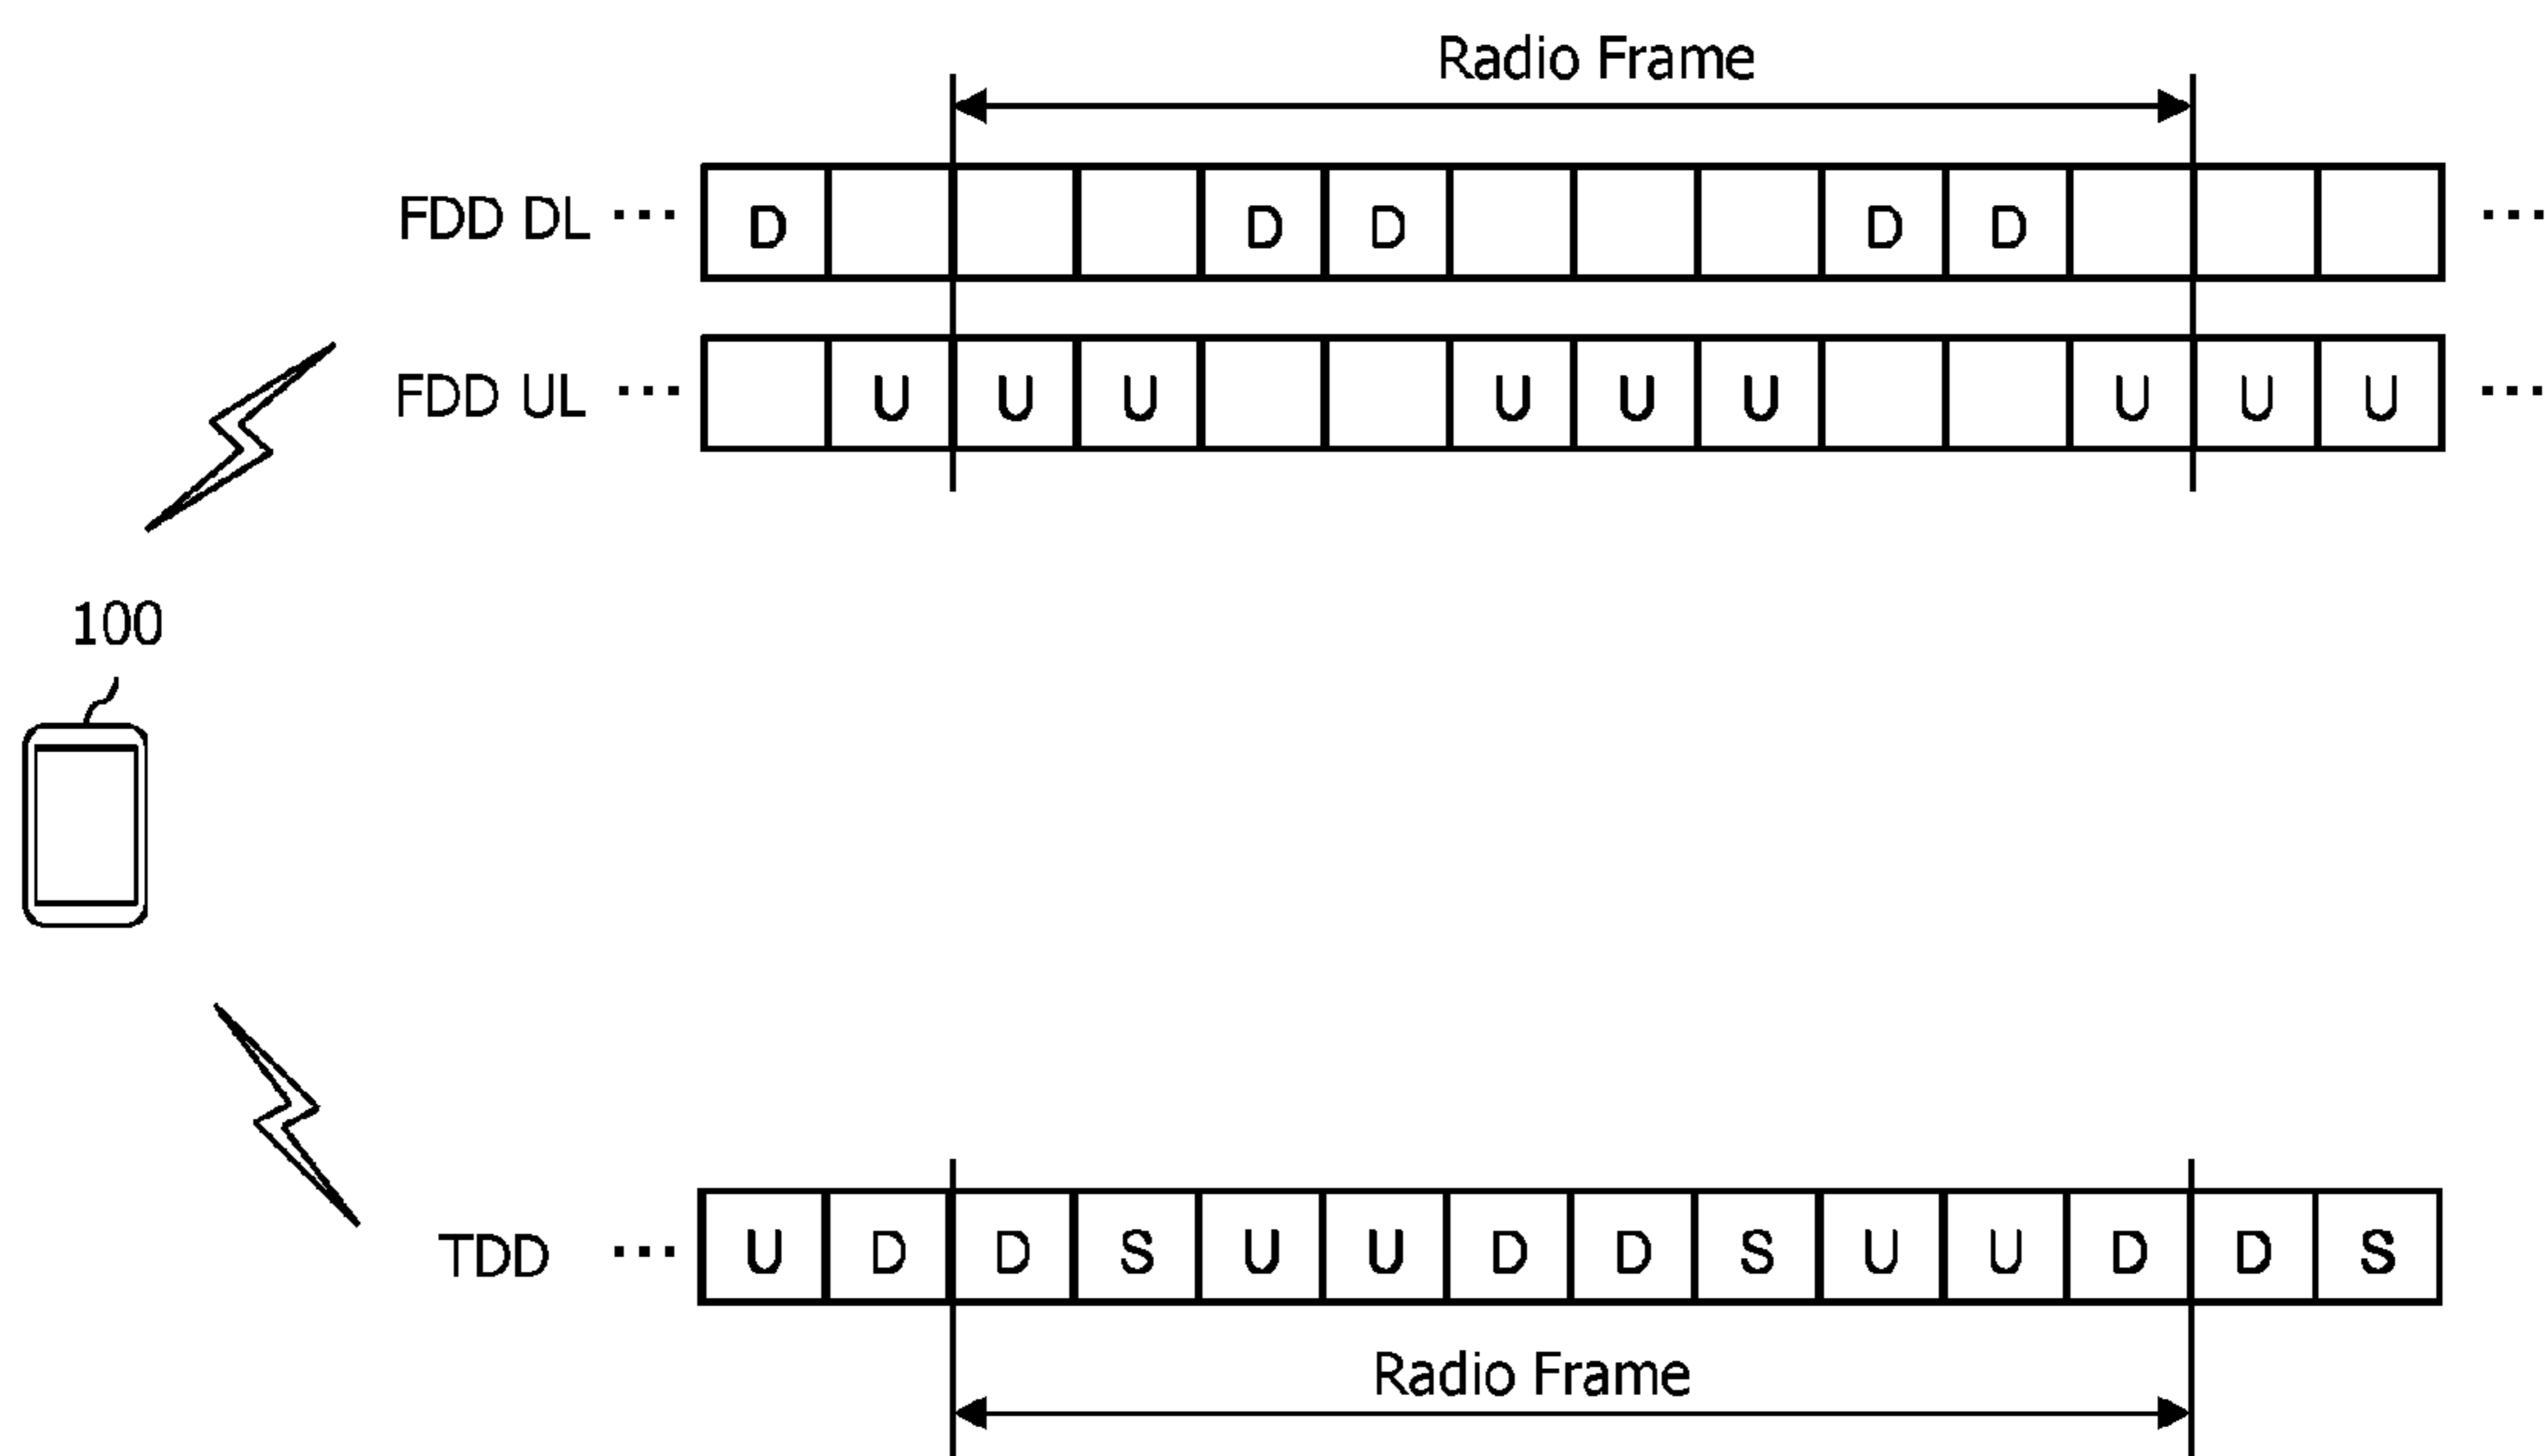 Radio Frame
FDD DL ... D D D D D ...
FDD UL ... U U U U U U U U U ...
100
TDD ... U D D S U U D D S U U D D S
Radio Frame